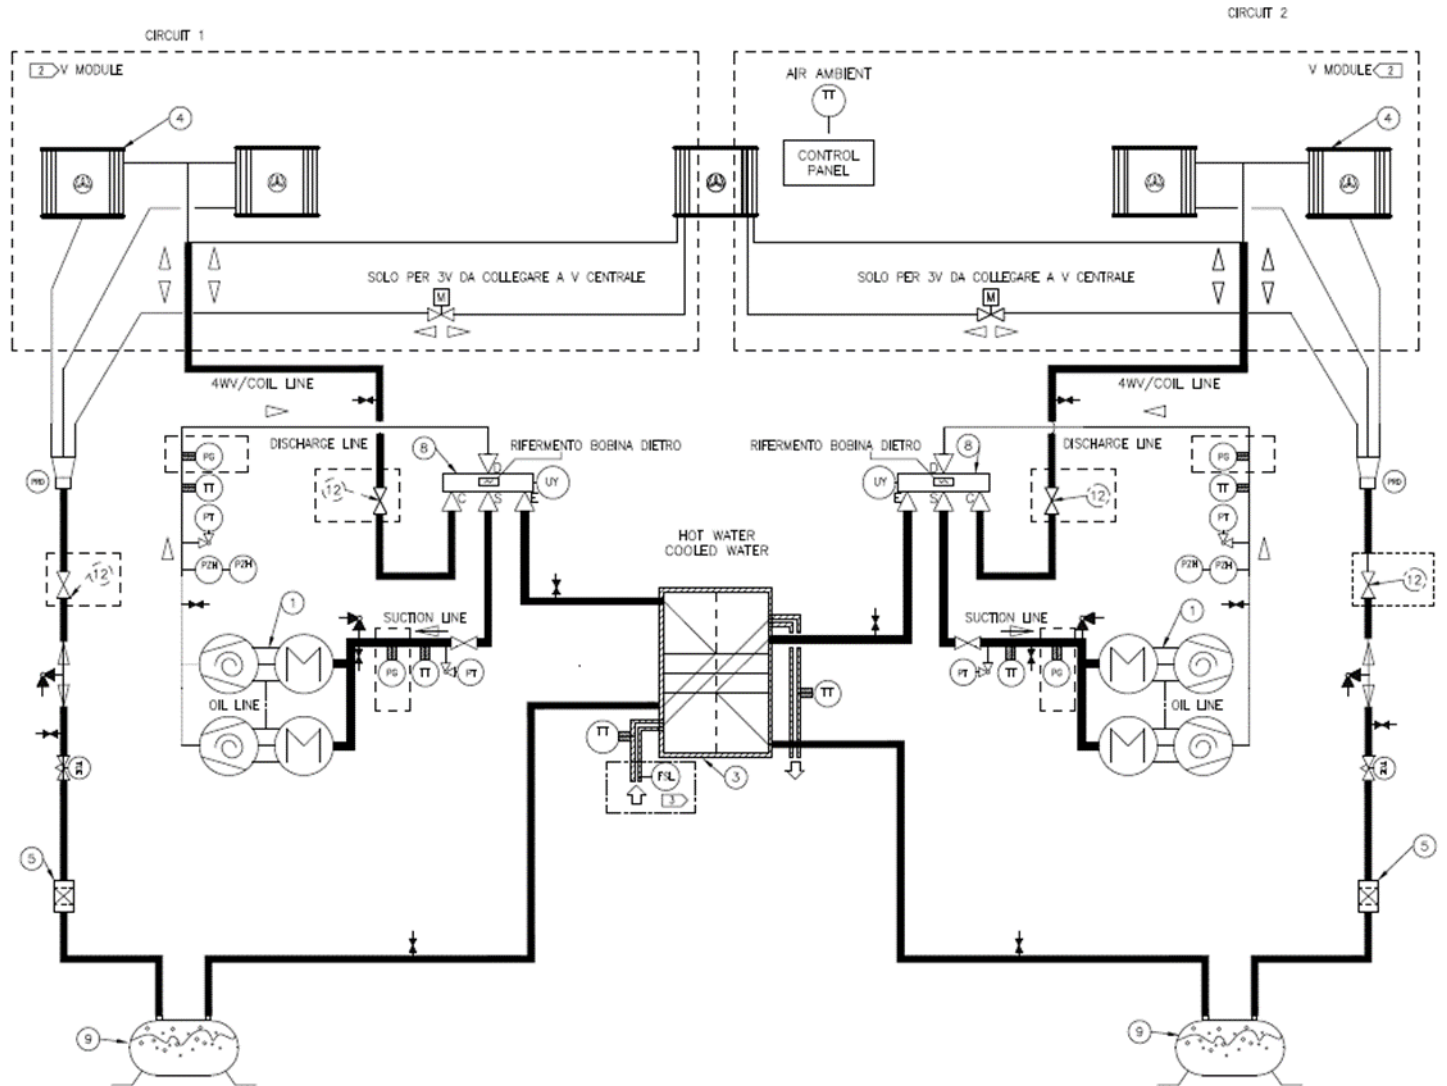 CIRCUIT 2
CIRCUIT 1
2 V MODULE
AIR AMBIENT
TT
V MODULE 2
4
4
CONTROL
PANEL
SOLO PER 3V DA COLLEGARE A V CENTRALE
M
SOLO PER 3V DA COLLEGARE A V CENTRALE
M
4WV/COIL LINE
4WV/COIL LINE
DISCHARGE LINE
8
RIFERMENTO BOBINA DIETRO
RIFERMENTO BOBINA DIETRO
8
DISCHARGE LINE
PG
D
D
PG
PRD
TT
12
C
S
E
UY
UY
E
S
C
12
TT
PRD
PT
PT
HOT WATER
COOLED WATER
PZH
PZH
PZH
PZH
12
12
1
SUCTION LINE
SUCTION LINE
1
M
PG
TT
PT
TT
PT
TT
PG
M
OIL LINE
OIL LINE
M
TT
M
FSL
3
3
5
5
9
9